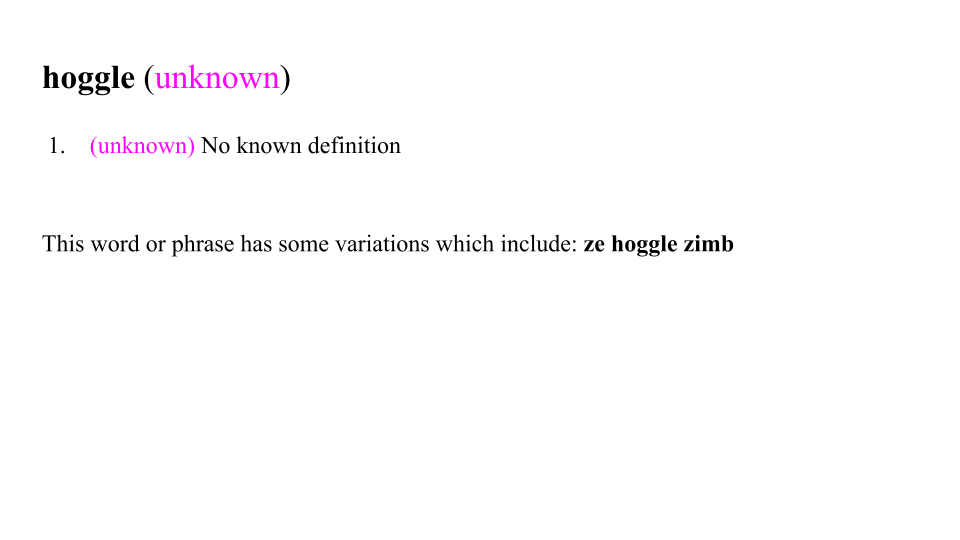 hoggle (unknown)
1. (unknown) No known definition
This word or phrase has some variations which include: ze hoggle zimb